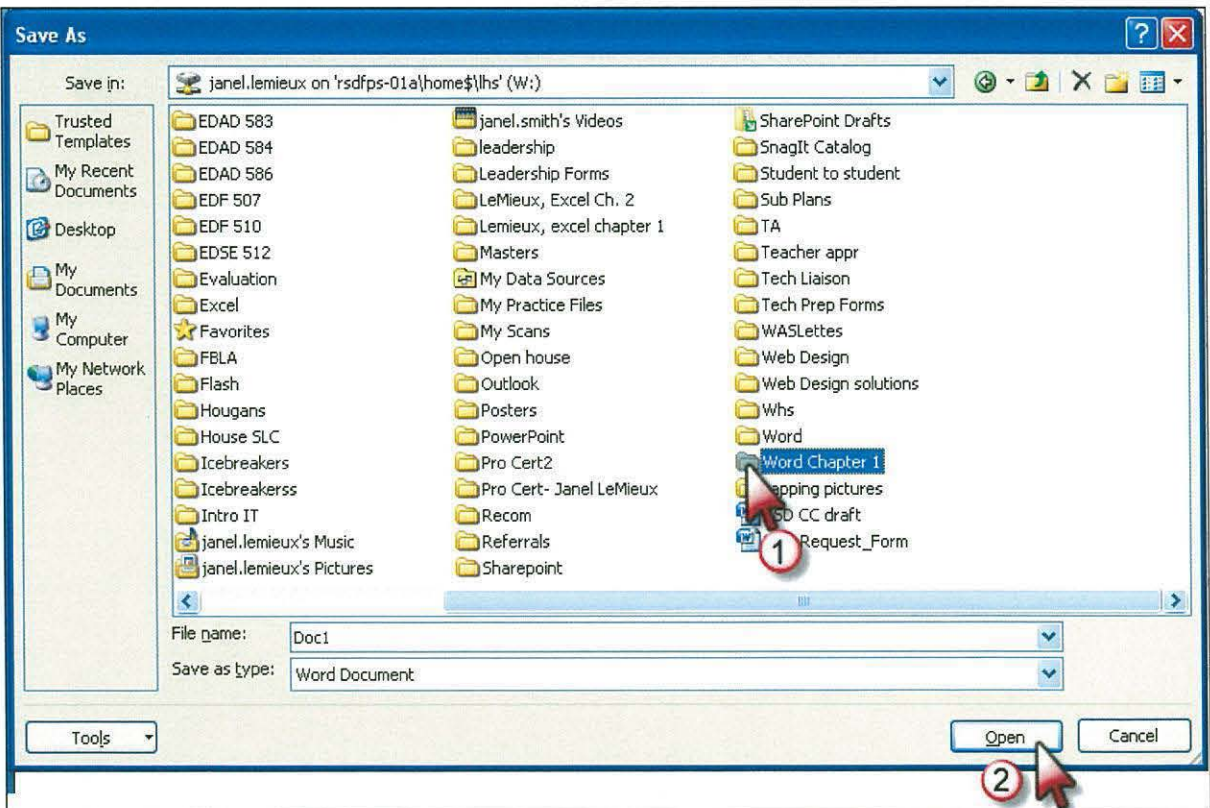 Save As
Save in:
janel.lemieux on 'rsdfps-01a\home$\lhs' (W:)
Trusted
Templates
My Recent
Documents
Desktop
My
Documents
My
Computer
My Network
Places
EDAD 583
EDAD 584
EDAD 586
EDF 507
EDF 510
EDSE 512
Evaluation
Excel
Favorites
FBLA
Flash
Hougans
House SLC
Icebreakers
Icebreakerss
Intro IT
janel.lemieux's Music
janel.lemieux's Pictures
janel.smith's Videos
leadership
Leadership Forms
LeMieux, Excel Ch. 2
Lemieux, excel chapter 1
Masters
My Data Sources
My Practice Files
My Scans
Open house
Outlook
Posters
PowerPoint
Pro Cert2
Pro Cert- Janel LeMieux
Recom
Referrals
Sharepoint
SharePoint Drafts
SnagIt Catalog
Student to student
Sub Plans
TA
Teacher appr
Tech Liaison
Tech Prep Forms
WASLettes
Web Design
Web Design solutions
Whs
Word
Word Chapter 1
pictures
CC draft
Request_Form
1
File name:
Doc1
Save as type:
Word Document
Tools
Open
Cancel
2